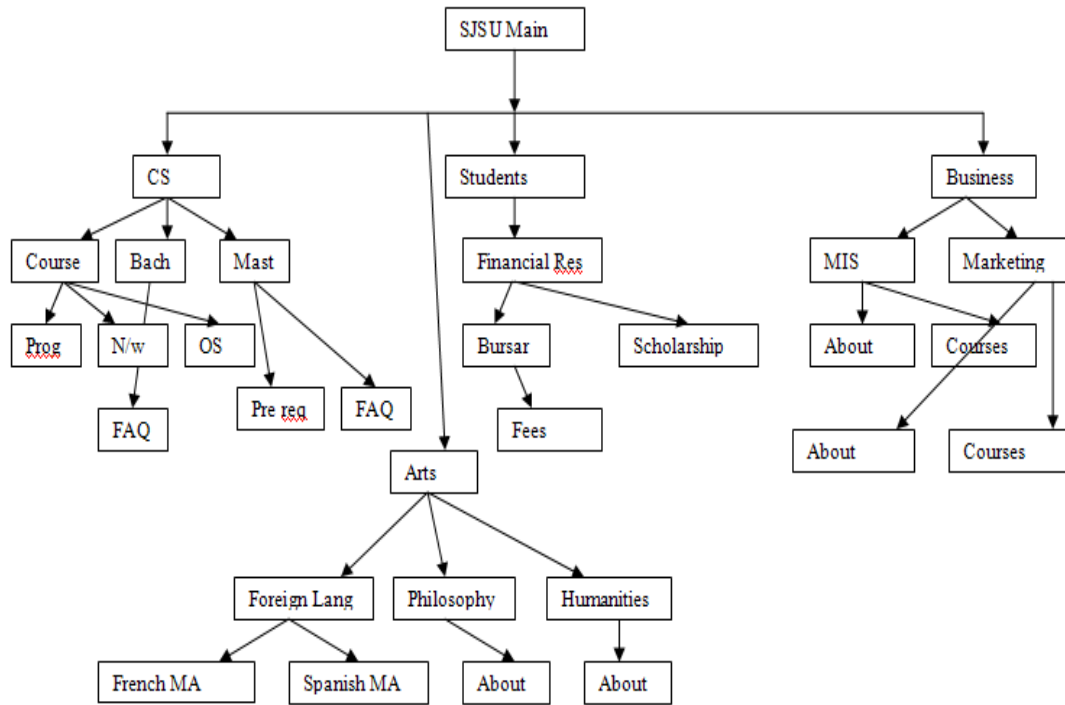 SJSU Main
CS
Students
Business
Course
Bach
Mast
Financial Res
MIS
Marketing
Prog
N/w
OS
Bursar
Scholarship
About
Courses
Pre req
FAQ
FAQ
Fees
About
Courses
Arts
Foreign Lang
Philosophy
Humanities
French MA
Spanish MA
About
About